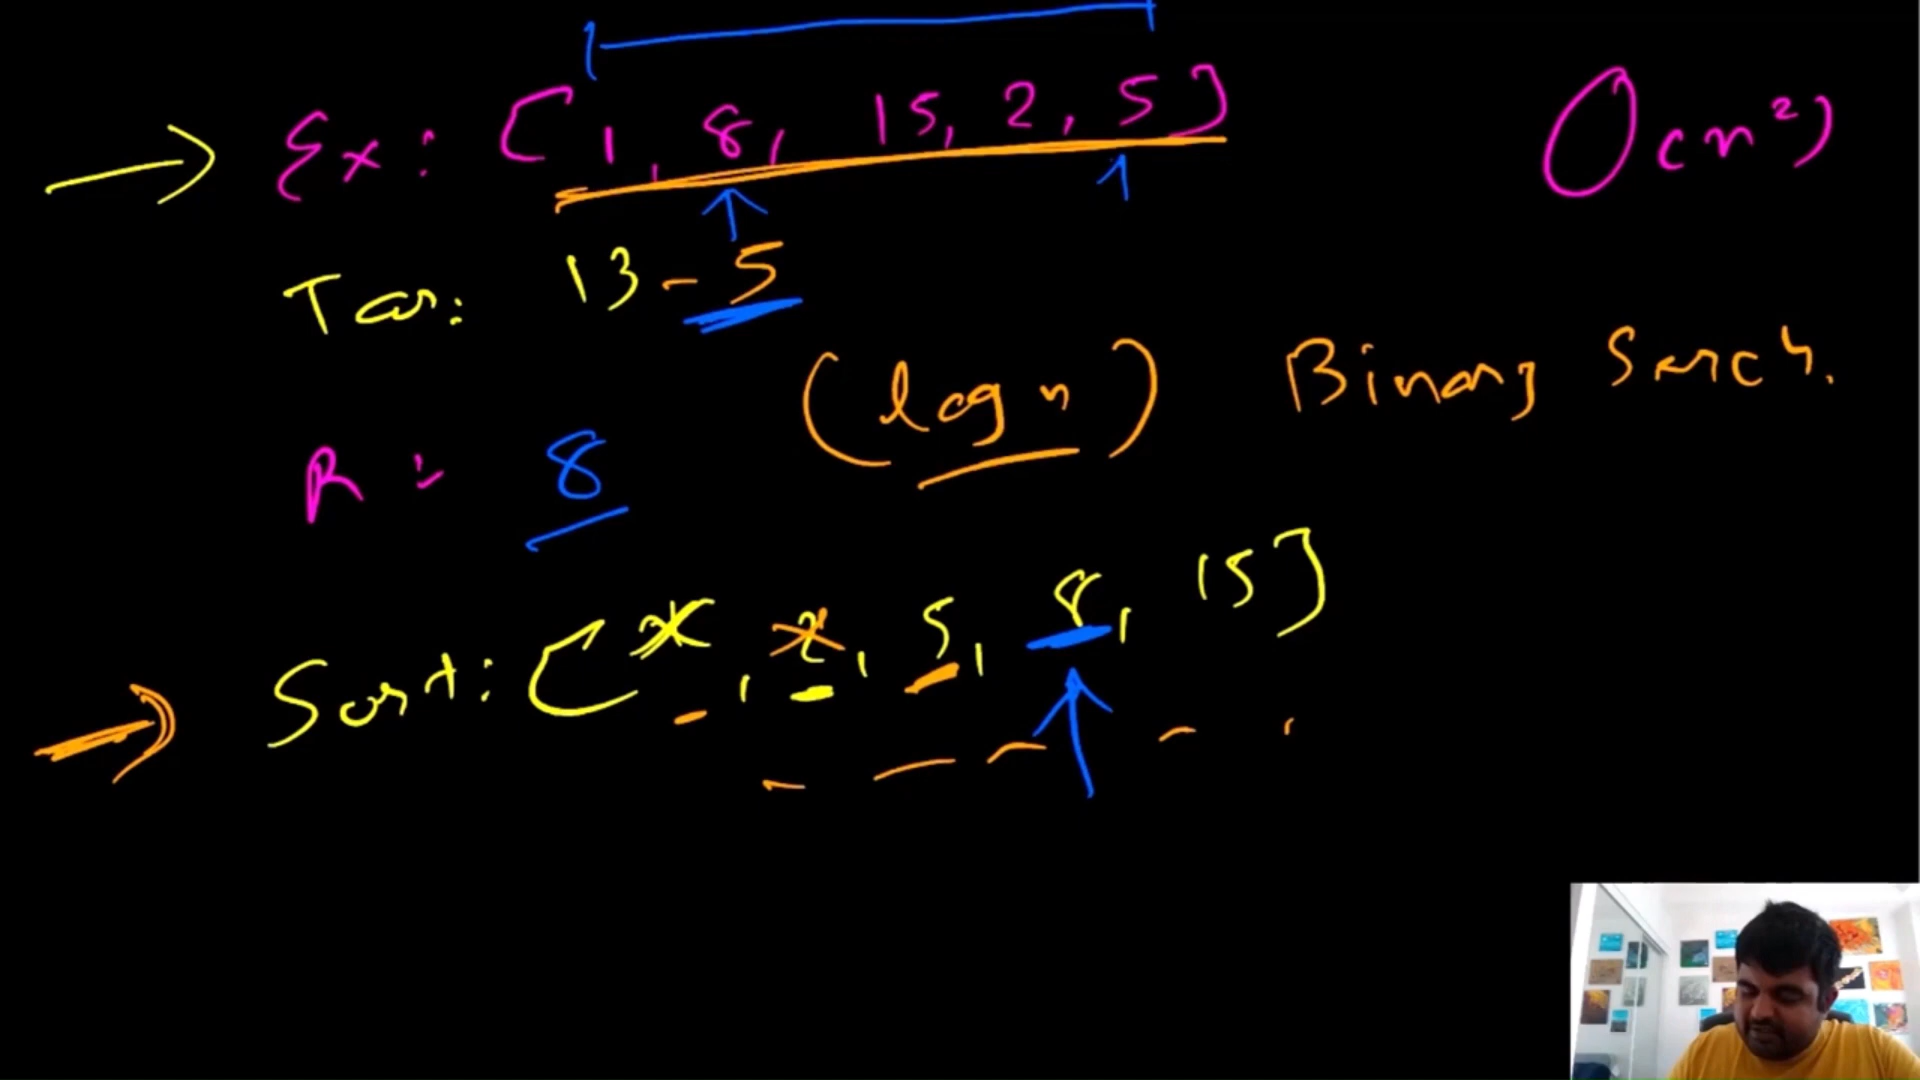 Ex: [1, 8, 15, 2, 5]
O(n²)
Tar: 13 - 5
(log n)
Binary Serch.
R = 8
Sort: [1, 2, 5, 8, 15]